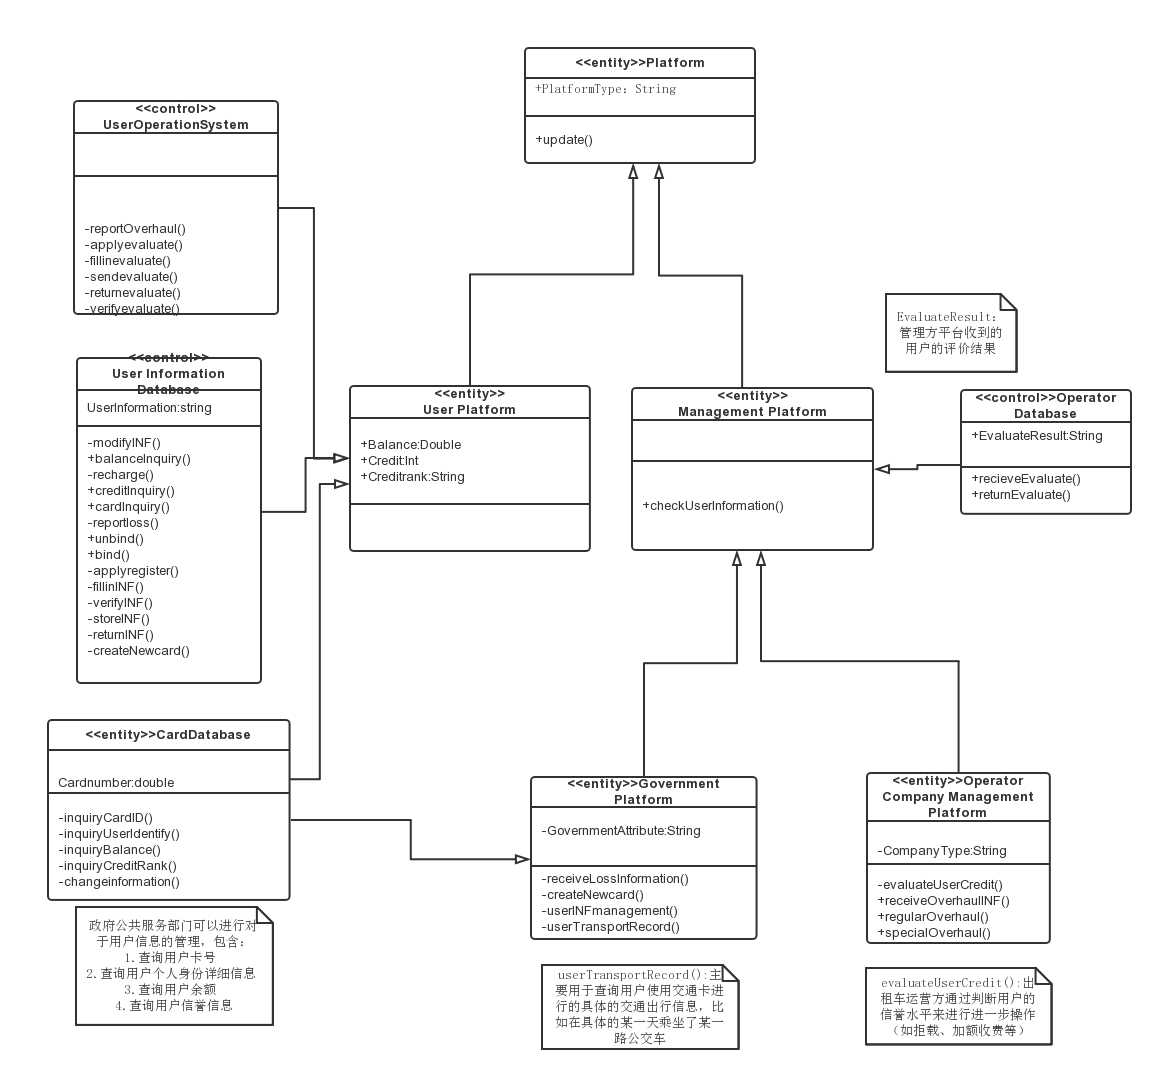 <<entity>>Platform
+PlatformType: String
+update()
<<control>>
UserOperationSystem
-reportOverhaul()
-applyevaluate()
-fillinevaluate()
-sendevaluate()
-returnevaluate()
-verifyevaluate()
<<control>>
User Information
Database
UserInformation:string
-modifyINF()
+balanceInquiry()
-recharge()
+creditInquiry()
+cardInquiry()
-reportloss()
+unbind()
+bind()
-applyregister()
-fillinINF()
-verifyINF()
-storeINF()
-returnINF()
-createNewcard()
<<entity>>
User Platform
+Balance:Double
+Credit:Int
+Creditrank:String
<<entity>>
Management Platform
+checkUserInformation()
EvaluateResult:
管理方平台收到的
用户的评价结果
<<control>>Operator
Database
+EvaluateResult:String
+recieveEvaluate()
+returnEvaluate()
<<entity>>CardDatabase
Cardnumber:double
-inquiryCardID()
-inquiryUserIdentify()
-inquiryBalance()
-inquiryCreditRank()
-changeinformation()
政府公共服务部门可以进行对
于用户信息的管理，包含：
1.查询用户卡号
2.查询用户个人身份详细信息
3.查询用户余额
4.查询用户信誉信息
<<entity>>Government
Platform
-GovernmentAttribute:String
-receiveLossInformation()
-createNewcard()
-userINFmanagement()
-userTransportRecord()
userTransportRecord():主
要用于查询用户使用交通卡进
行的具体的交通出行信息，比
如在具体的某一天乘坐了某一
路公交车
<<entity>>Operator
Company Management
Platform
-CompanyType:String
-evaluateUserCredit()
+receiveOverhaulINF()
+regularOverhaul()
+specialOverhaul()
evaluateUserCredit():出
租车运营方通过判断用户的
信誉水平来进行进一步操作
（如拒载、加额收费等）